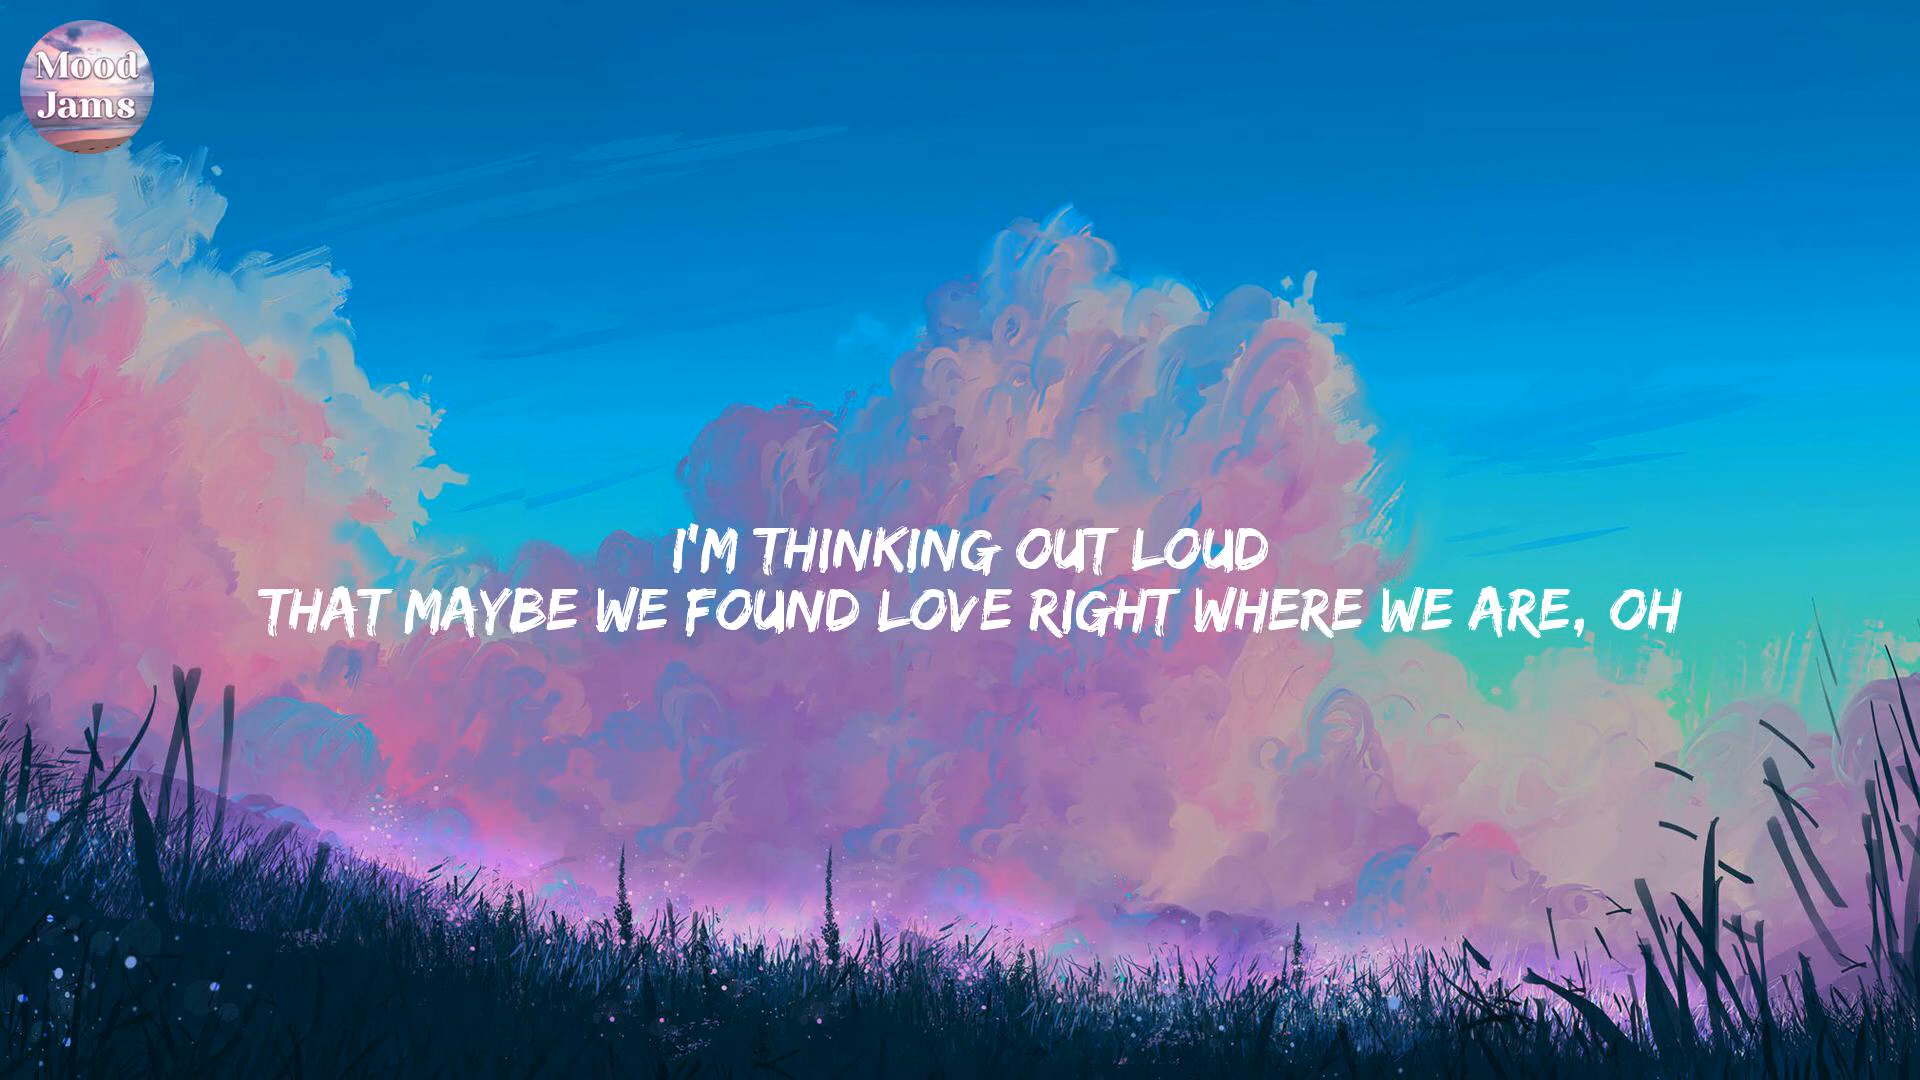 Mood
Jams
I'M THINKING OUT LOUD
THAT MAYBE WE FOUND LOVE RIGHT WHERE WE ARE, OH